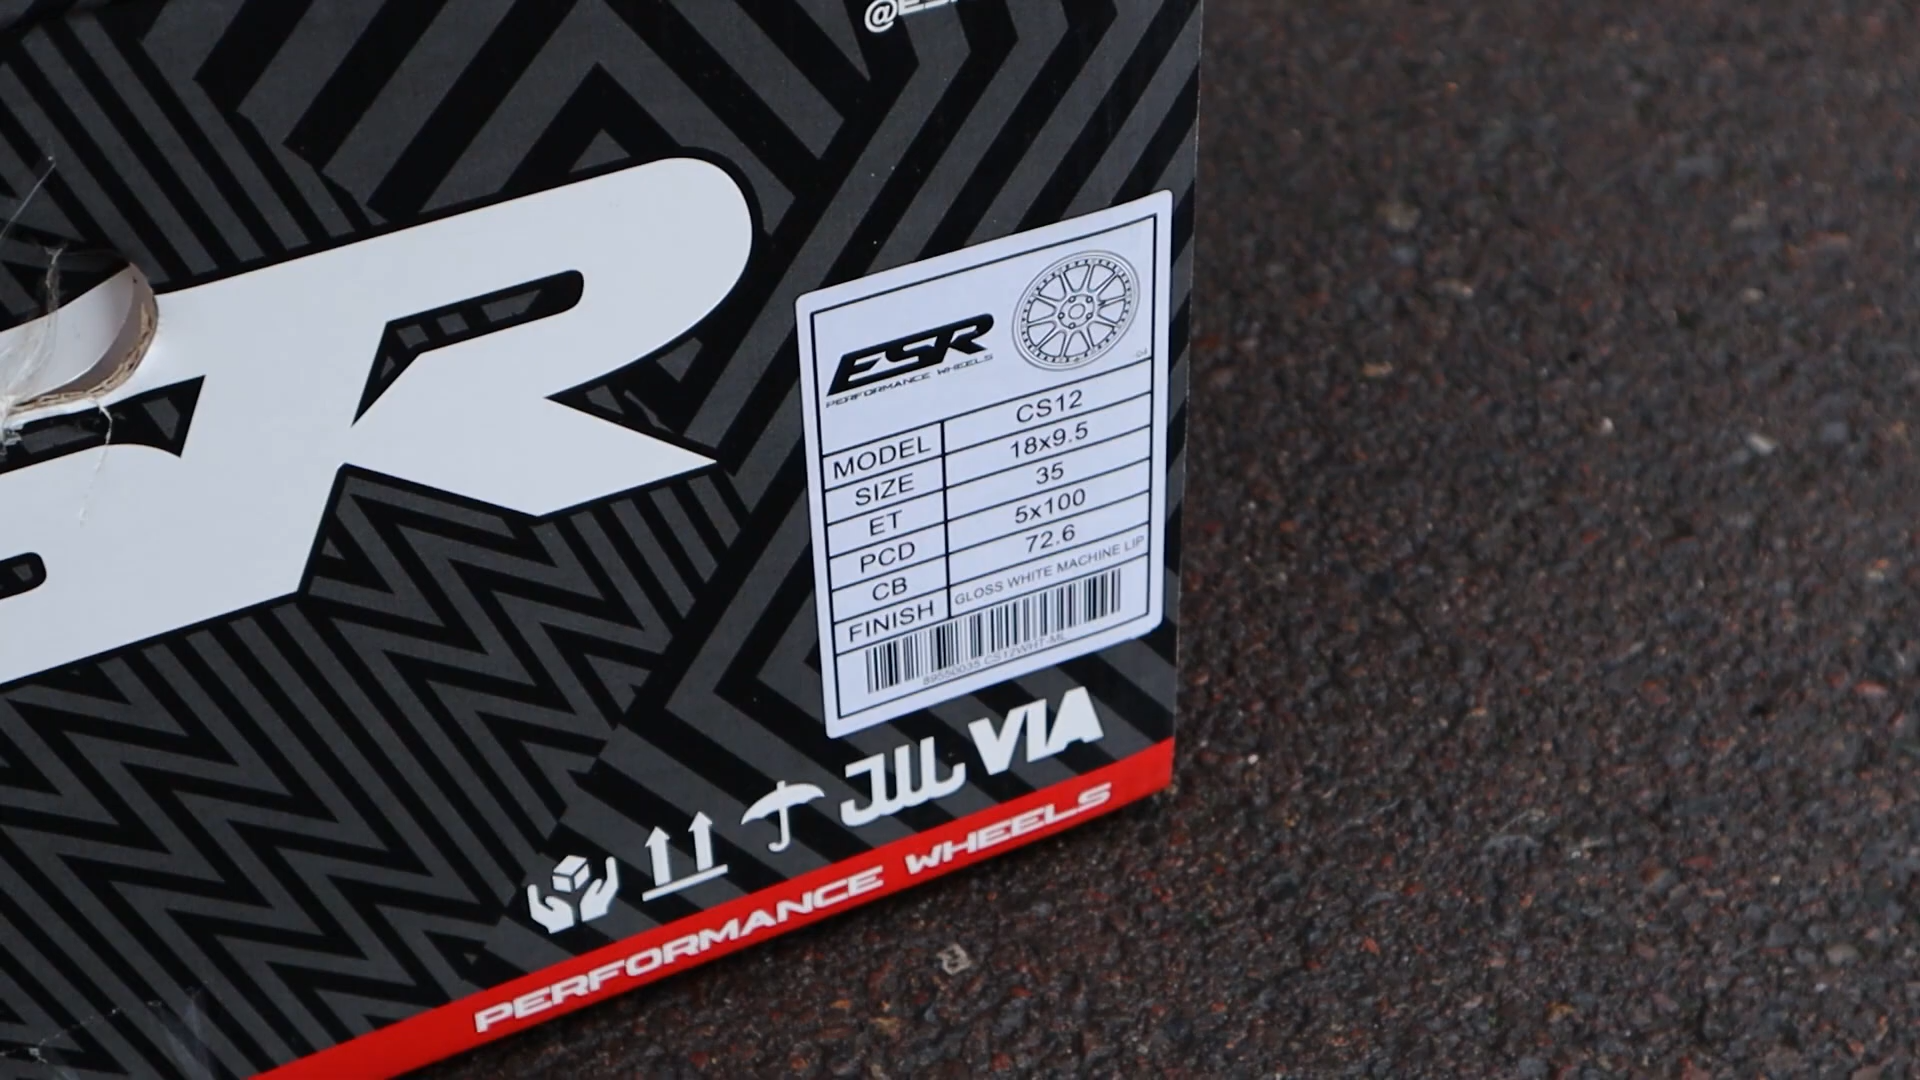 ESR
PERFORMANCE WHEELS
MODEL CS12
SIZE 18x9.5
ET 35
PCD 5x100
CB 72.6
FINISH GLOSS WHITE MACHINE LIP
JWL VIA
PERFORMANCE WHEELS